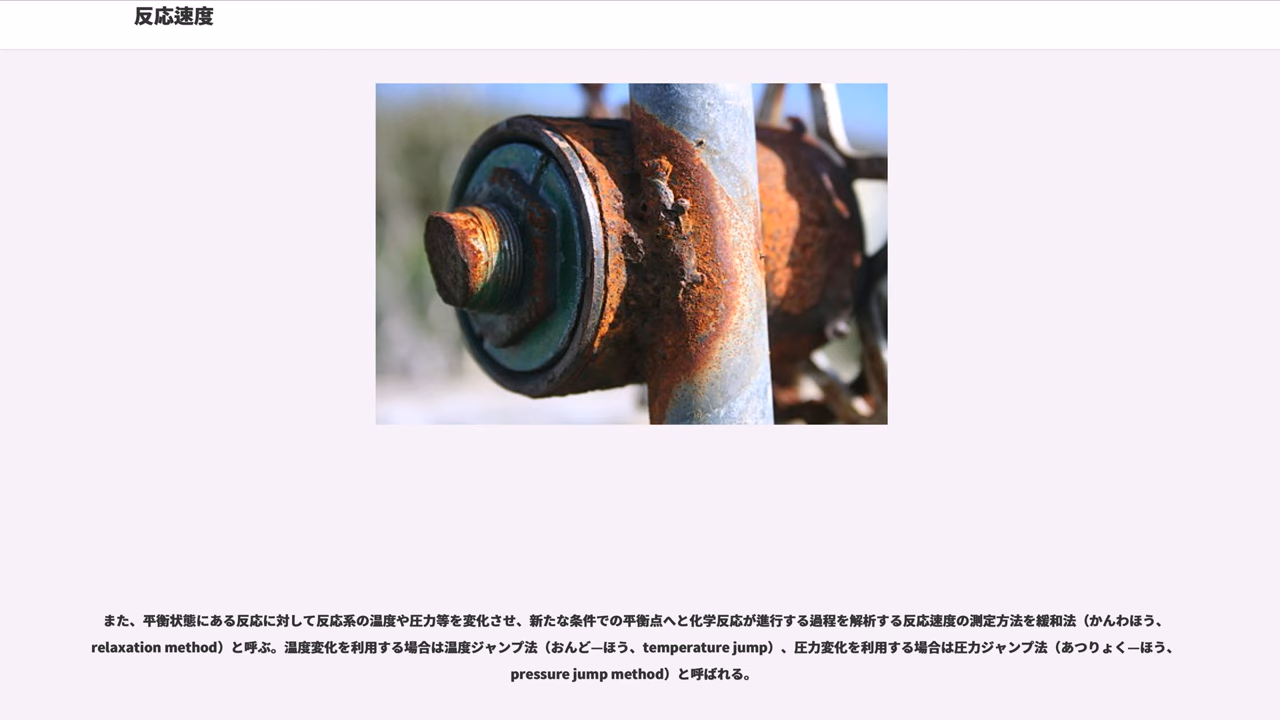 反応速度
また、平衡状態にある反応に対して反応系の温度や圧力等を変化させ、新たな条件での平衡点へと化学反応が進行する過程を解析する反応速度の測定方法を緩和法（かんわほう、
relaxation method）と呼ぶ。温度変化を利用する場合は温度ジャンプ法（おんど—ほう、temperature jump）、圧力変化を利用する場合は圧力ジャンプ法（あつりょく—ほう、
pressure jump method）と呼ばれる。